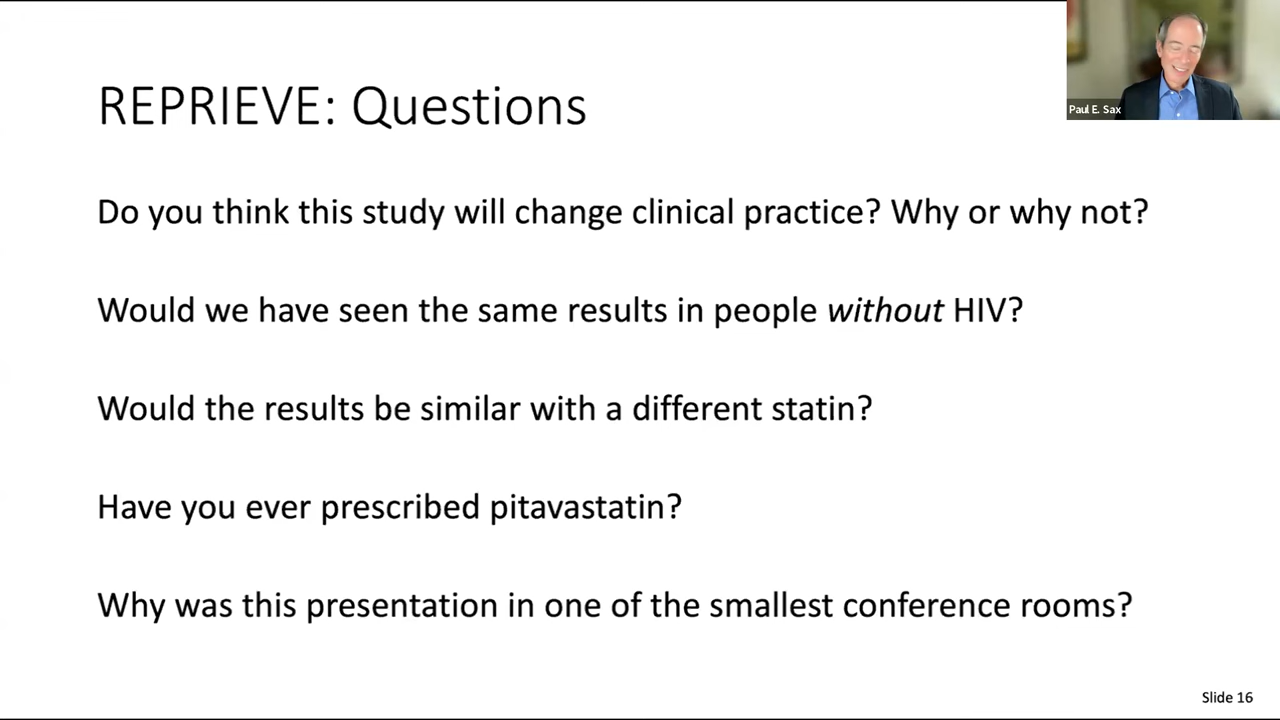 Paul E. Sax
REPRIEVE: Questions
Do you think this study will change clinical practice? Why or why not?
Would we have seen the same results in people without HIV?
Would the results be similar with a different statin?
Have you ever prescribed pitavastatin?
Why was this presentation in one of the smallest conference rooms?
Slide 16